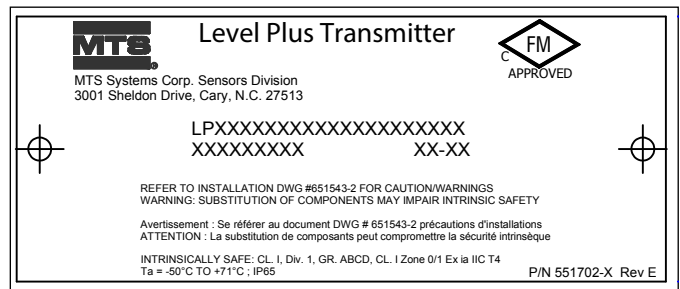 MTS
®
Level Plus Transmitter
C FM
APPROVED
MTS Systems Corp. Sensors Division
3001 Sheldon Drive, Cary, N.C. 27513
LPXXXXXXXXXXXXXXXXXXXX
XXXXXXXXX XX-XX
REFER TO INSTALLATION DWG #651543-2 FOR CAUTION/WARNINGS
WARNING: SUBSTITUTION OF COMPONENTS MAY IMPAIR INTRINSIC SAFETY
Avertissement : Se référer au document DWG # 651543-2 précautions d'installations
ATTENTION : La substitution de composants peut compromettre la sécurité intrinsèque
INTRINSICALLY SAFE: CL. I, Div. 1, GR. ABCD, CL. I Zone 0/1 Ex ia IIC T4
Ta = -50°C TO +71°C ; IP65
P/N 551702-X Rev E